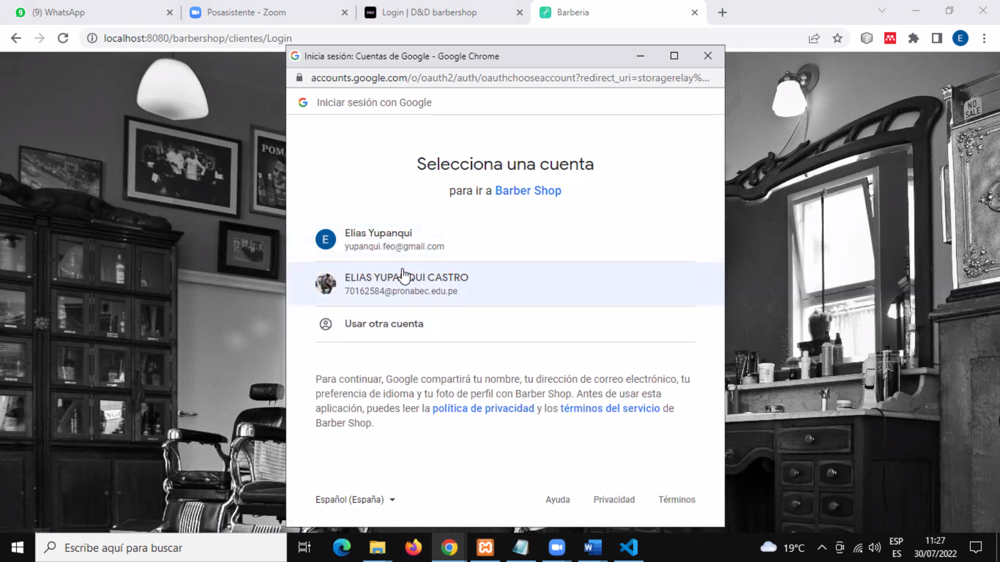 (9) WhatsApp
Posasistente - Zoom
Login | D&D barbershop
Barberia
localhost:8080/barbershop/clientes/Login
E
Inicia sesión: Cuentas de Google - Google Chrome
accounts.google.com/o/oauth2/auth/oauthchooseaccount?redirect_uri=storagerelay%...
Iniciar sesión con Google
NO
SALE
POM
Selecciona una cuenta
para ir a Barber Shop
E
Elias Yupanqui
yupanqui.feo@gmail.com
ELIAS YUPANQUI CASTRO
70162584@pronabec.edu.pe
Usar otra cuenta
Para continuar, Google compartirá tu nombre, tu dirección de correo electrónico, tu
preferencia de idioma y tu foto de perfil con Barber Shop. Antes de usar esta
aplicación, puedes leer la política de privacidad y los términos del servicio de
Barber Shop.
Español (España)
Ayuda
Privacidad
Términos
Escribe aquí para buscar
19°C
ESP
ES
11:27
30/07/2022